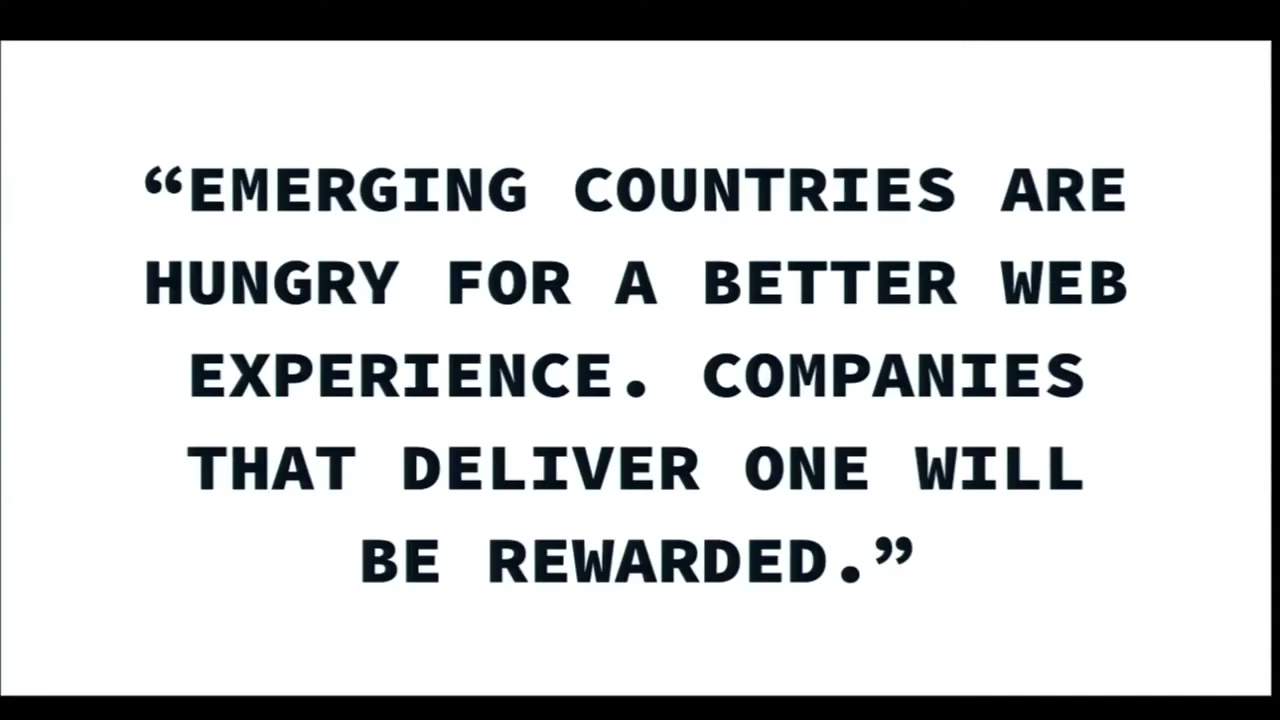 “EMERGING COUNTRIES ARE
HUNGRY FOR A BETTER WEB
EXPERIENCE. COMPANIES
THAT DELIVER ONE WILL
BE REWARDED.”